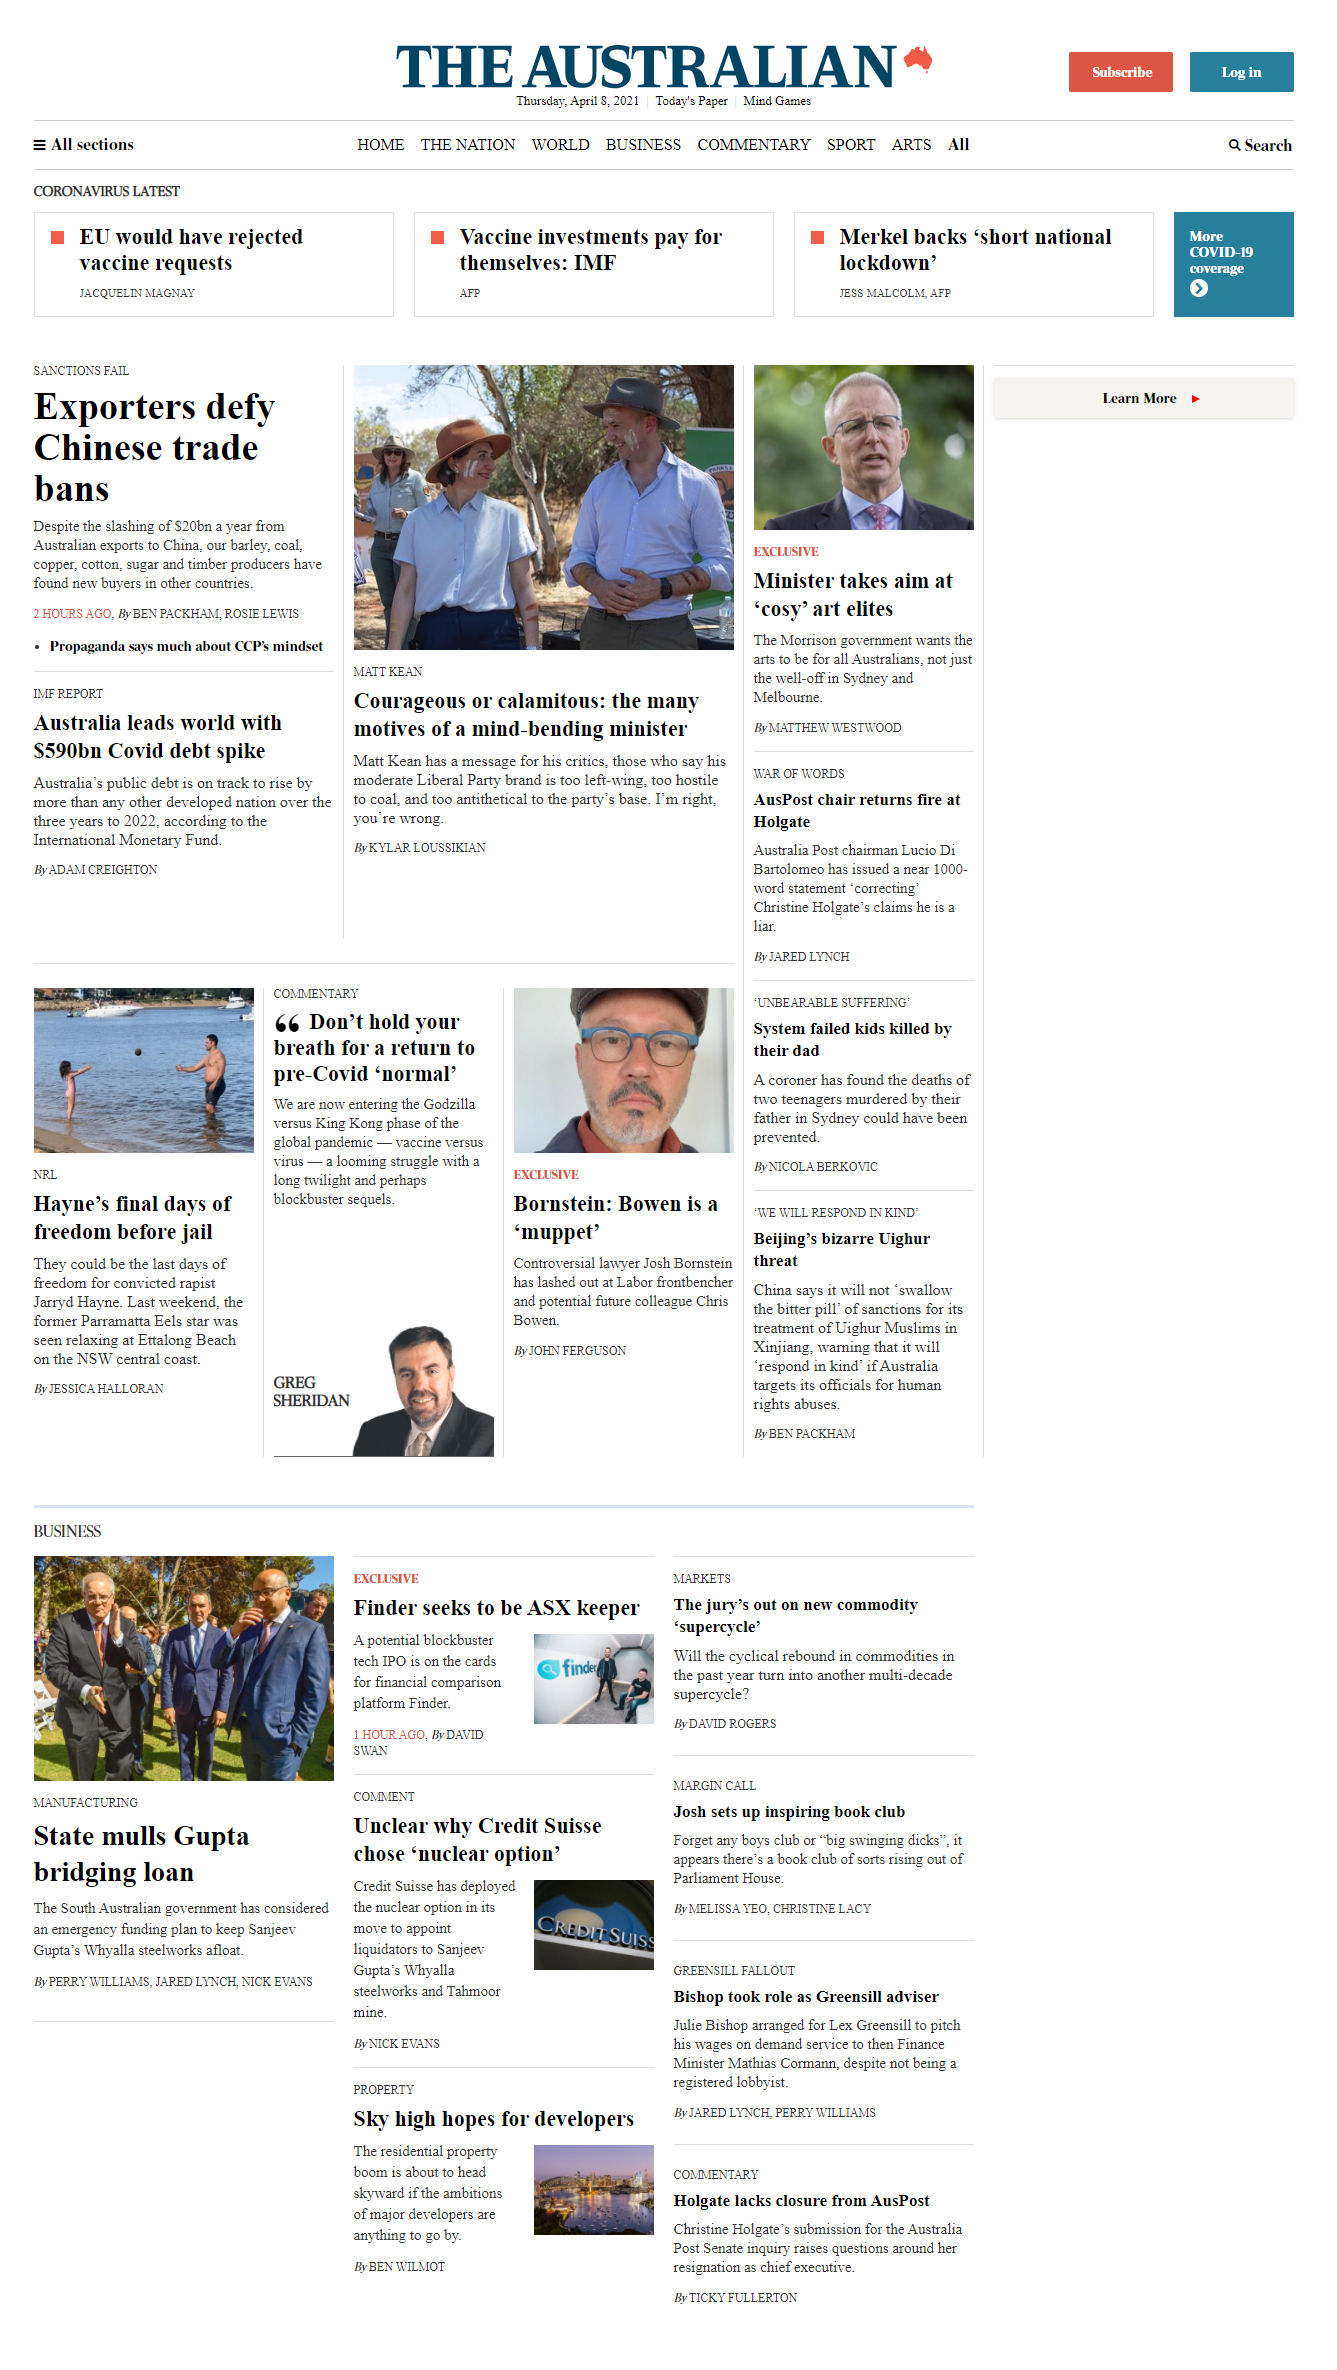 THE AUSTRALIAN
Subscribe
Log in
Thursday, April 8, 2021 | Today's Paper | Mind Games
All sections
HOME THE NATION WORLD BUSINESS COMMENTARY SPORT ARTS All
Search
CORONAVIRUS LATEST
EU would have rejected
vaccine requests
JACQUELIN MAGNAY
Vaccine investments pay for
themselves: IMF
AFP
Merkel backs ‘short national
lockdown’
JESS MALCOLM, AFP
More
COVID-19
coverage
SANCTIONS FAIL
Exporters defy
Chinese trade
bans
Despite the slashing of $20bn a year from
Australian exports to China, our barley, coal,
copper, cotton, sugar and timber producers have
found new buyers in other countries.
2 HOURS AGO, By BEN PACKHAM, ROSIE LEWIS
• Propaganda says much about CCP’s mindset
IMF REPORT
Australia leads world with
$590bn Covid debt spike
Australia’s public debt is on track to rise by
more than any other developed nation over the
three years to 2022, according to the
International Monetary Fund.
By ADAM CREIGHTON
MATT KEAN
Courageous or calamitous: the many
motives of a mind-bending minister
Matt Kean has a message for his critics, those who say his
moderate Liberal Party brand is too left-wing, too hostile
to coal, and too antithetical to the party’s base. I’m right,
you’re wrong.
By KYLAR LOUSSIKIAN
EXCLUSIVE
Minister takes aim at
‘cosy’ art elites
The Morrison government wants the
arts to be for all Australians, not just
the well-off in Sydney and
Melbourne.
By MATTHEW WESTWOOD
WAR OF WORDS
AusPost chair returns fire at
Holgate
Australia Post chairman Lucio Di
Bartolomeo has issued a near 1000-
word statement ‘correcting’
Christine Holgate’s claims he is a
liar.
By JARED LYNCH
‘UNBEARABLE SUFFERING’
System failed kids killed by
their dad
A coroner has found the deaths of
two teenagers murdered by their
father in Sydney could have been
prevented.
By NICOLA BERKOVIC
‘WE WILL RESPOND IN KIND’
Beijing’s bizarre Uighur
threat
China says it will not ‘swallow
the bitter pill’ of sanctions for its
treatment of Uighur Muslims in
Xinjiang, warning that it will
‘respond in kind’ if Australia
targets its officials for human
rights abuses.
By BEN PACKHAM
Learn More
NRL
Hayne’s final days of
freedom before jail
They could be the last days of
freedom for convicted rapist
Jarryd Hayne. Last weekend, the
former Parramatta Eels star was
seen relaxing at Ettalong Beach
on the NSW central coast.
By JESSICA HALLORAN
COMMENTARY
“ Don’t hold your
breath for a return to
pre-Covid ‘normal’
We are now entering the Godzilla
versus King Kong phase of the
global pandemic — vaccine versus
virus — a looming struggle with a
long twilight and perhaps
blockbuster sequels.
GREG
SHERIDAN
EXCLUSIVE
Bornstein: Bowen is a
‘muppet’
Controversial lawyer Josh Bornstein
has lashed out at Labor frontbencher
and potential future colleague Chris
Bowen.
By JOHN FERGUSON
BUSINESS
MANUFACTURING
State mulls Gupta
bridging loan
The South Australian government has considered
an emergency funding plan to keep Sanjeev
Gupta’s Whyalla steelworks afloat.
By PERRY WILLIAMS, JARED LYNCH, NICK EVANS
EXCLUSIVE
Finder seeks to be ASX keeper
A potential blockbuster
tech IPO is on the cards
for financial comparison
platform Finder.
finder
1 HOUR AGO, By DAVID
SWAN
COMMENT
Unclear why Credit Suisse
chose ‘nuclear option’
Credit Suisse has deployed
the nuclear option in its
move to appoint
liquidators to Sanjeev
Gupta’s Whyalla
steelworks and Tahmoor
mine.
CREDIT SUISS
By NICK EVANS
PROPERTY
Sky high hopes for developers
The residential property
boom is about to head
skyward if the ambitions
of major developers are
anything to go by.
By BEN WILMOT
MARKETS
The jury’s out on new commodity
‘supercycle’
Will the cyclical rebound in commodities in
the past year turn into another multi-decade
supercycle?
By DAVID ROGERS
MARGIN CALL
Josh sets up inspiring book club
Forget any boys club or “big swinging dicks”, it
appears there’s a book club of sorts rising out of
Parliament House.
By MELISSA YEO, CHRISTINE LACY
GREENSILL FALLOUT
Bishop took role as Greensill adviser
Julie Bishop arranged for Lex Greensill to pitch
his wages on demand service to then Finance
Minister Mathias Cormann, despite not being a
registered lobbyist.
By JARED LYNCH, PERRY WILLIAMS
COMMENTARY
Holgate lacks closure from AusPost
Christine Holgate’s submission for the Australia
Post Senate inquiry raises questions around her
resignation as chief executive.
By TICKY FULLERTON